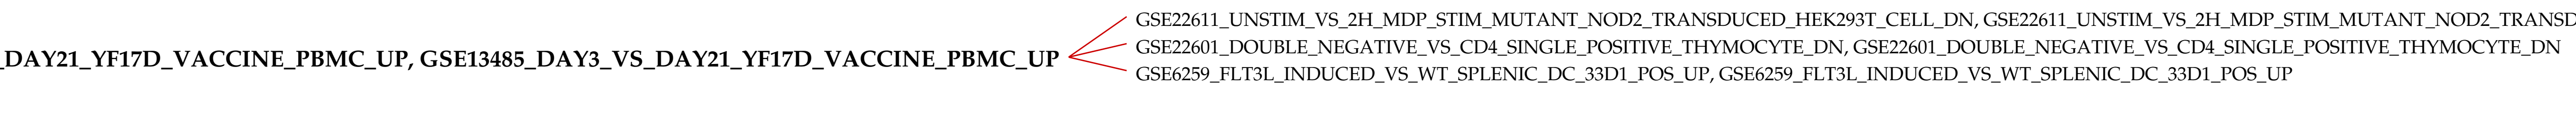 GSE22611_UNSTIM_VS_2H_MDP_STIM_MUTANT_NOD2_TRANSDUCED_HEK293T_CELL_DN, GSE22611_UNSTIM_VS_2H_MDP_STIM_MUTANT_NOD2_TRANSD
_DAY21_YF17D_VACCINE_PBMC_UP, GSE13485_DAY3_VS_DAY21_YF17D_VACCINE_PBMC_UP
GSE22601_DOUBLE_NEGATIVE_VS_CD4_SINGLE_POSITIVE_THYMOCYTE_DN, GSE22601_DOUBLE_NEGATIVE_VS_CD4_SINGLE_POSITIVE_THYMOCYTE_DN
GSE6259_FLT3L_INDUCED_VS_WT_SPLENIC_DC_33D1_POS_UP, GSE6259_FLT3L_INDUCED_VS_WT_SPLENIC_DC_33D1_POS_UP